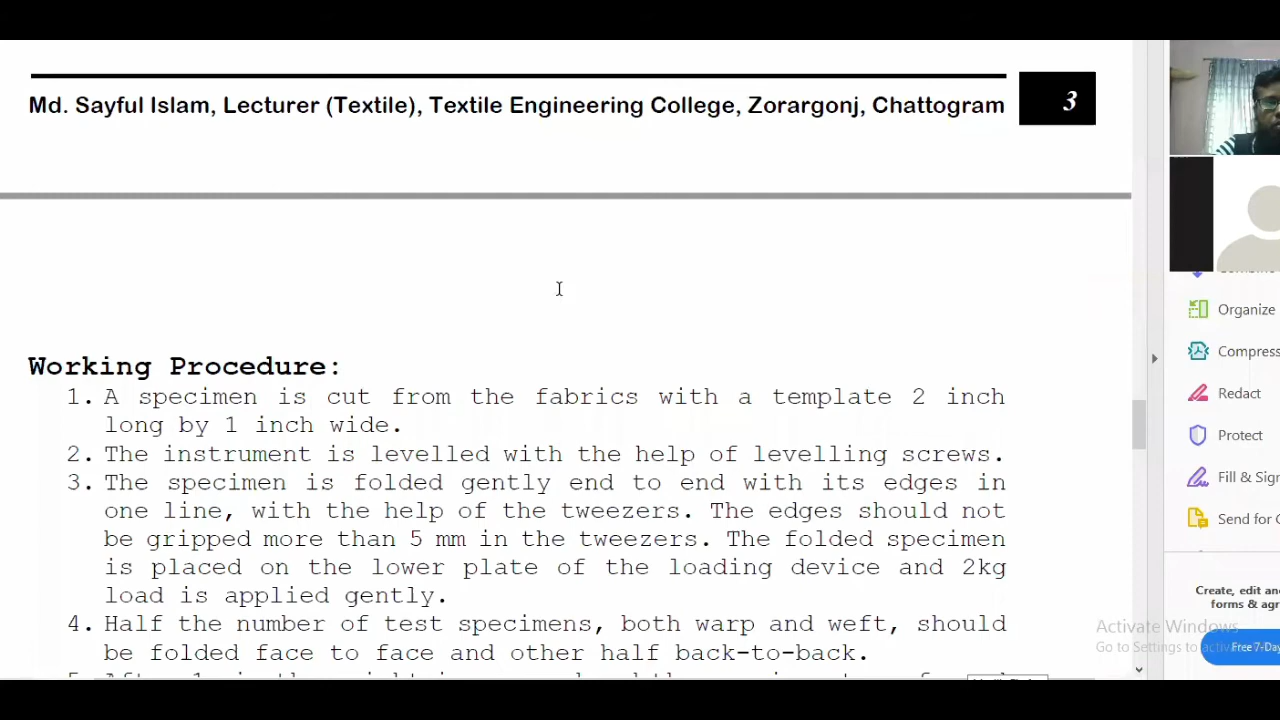 Md. Sayful Islam, Lecturer (Textile), Textile Engineering College, Zorargonj, Chattogram
3
Working Procedure:
1. A specimen is cut from the fabrics with a template 2 inch
long by 1 inch wide.
2. The instrument is levelled with the help of levelling screws.
3. The specimen is folded gently end to end with its edges in
one line, with the help of the tweezers. The edges should not
be gripped more than 5 mm in the tweezers. The folded specimen
is placed on the lower plate of the loading device and 2kg
load is applied gently.
4. Half the number of test specimens, both warp and weft, should
be folded face to face and other half back-to-back.
Organize
Compress
Redact
Protect
Fill & Sign
Send for
Create, edit and
forms &
Free 7-Day
Activate Windows
Go to Settings to